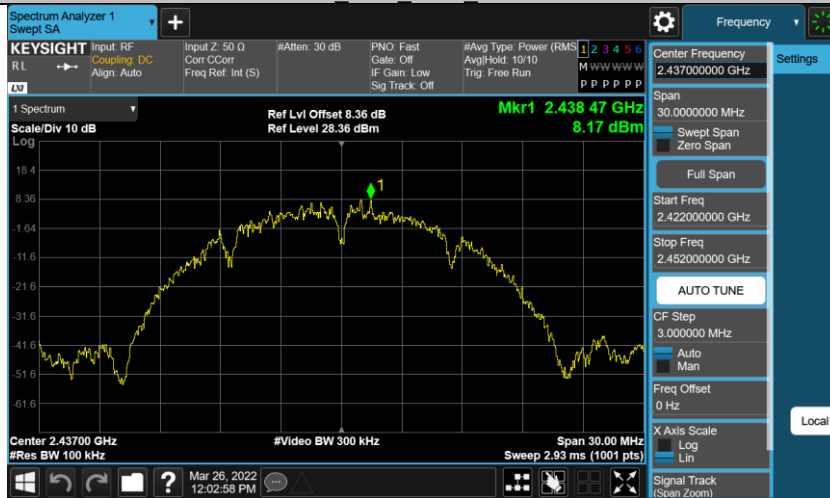 Spectrum Analyzer 1
Swept SA
Frequency
KEYSIGHT
R L
LXI
Input: RF
Coupling: DC
Align: Auto
Input Z: 50 Ω
Corr CCorr
Freq Ref: Int (S)
#Atten: 30 dB
PNO: Fast
Gate: Off
IF Gain: Low
Sig Track: Off
#Avg Type: Power (RMS
Avg|Hold: 10/10
Trig: Free Run
1 2 3 4 5 6
M W W W W W
P P P P P P
1 Spectrum
Scale/Div 10 dB
Log
Ref Lvl Offset 8.36 dB
Ref Level 28.36 dBm
Mkr1 2.438 47 GHz
8.17 dBm
1
18.4
8.36
-1.64
-11.6
-21.6
-31.6
-41.6
-51.6
-61.6
Center 2.43700 GHz
#Res BW 100 kHz
#Video BW 300 kHz
Span 30.00 MHz
Sweep 2.93 ms (1001 pts)
Center Frequency
2.437000000 GHz
Settings
Span
30.0000000 MHz
Swept Span
Zero Span
Full Span
Start Freq
2.422000000 GHz
Stop Freq
2.452000000 GHz
AUTO TUNE
CF Step
3.000000 MHz
Auto
Man
Freq Offset
0 Hz
X Axis Scale
Log
Lin
Signal Track
(Span Zoom)
Local
?
Mar 26, 2022
12:02:58 PM